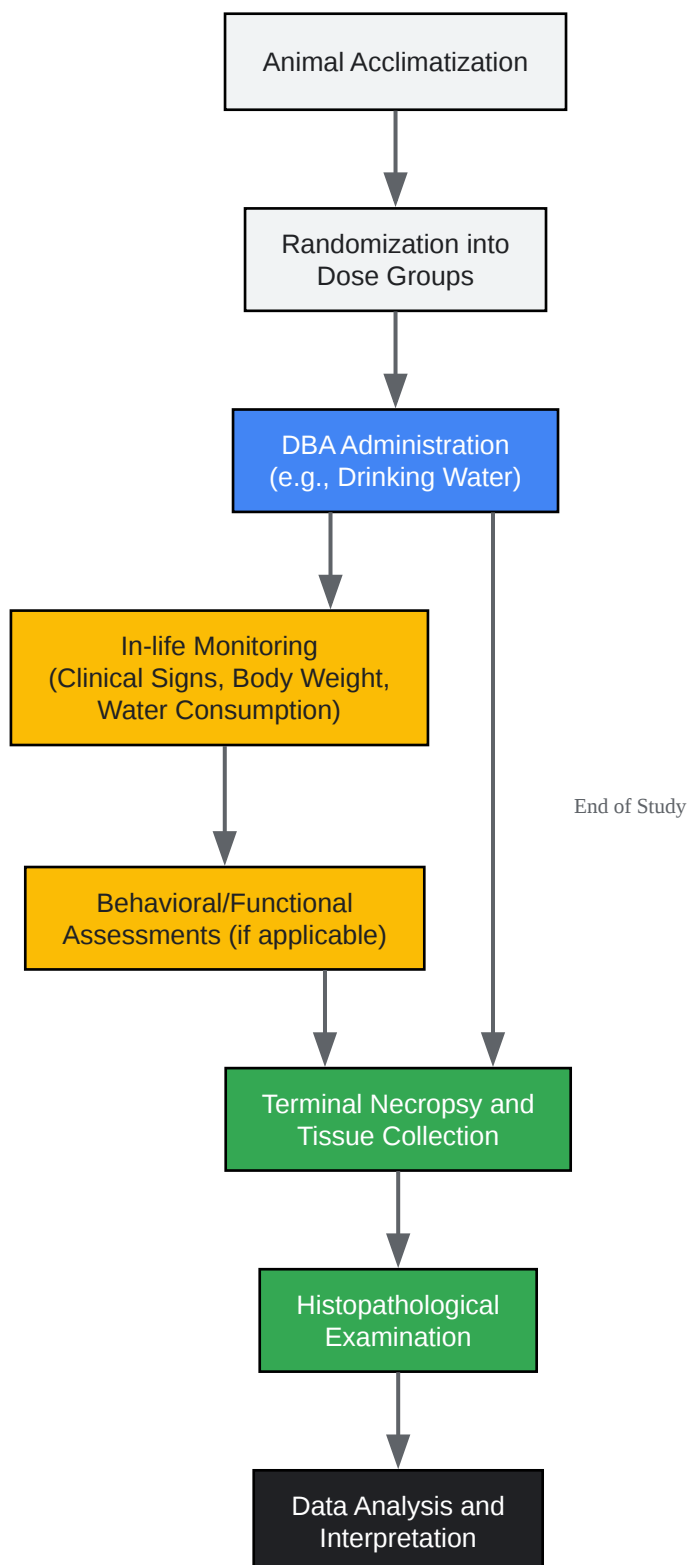 Animal Acclimatization
Randomization into
Dose Groups
DBA Administration
(e.g., Drinking Water)
In-life Monitoring
(Clinical Signs, Body Weight,
Water Consumption)
End of Study
Behavioral/Functional
Assessments (if applicable)
Terminal Necropsy and
Tissue Collection
Histopathological
Examination
Data Analysis and
Interpretation